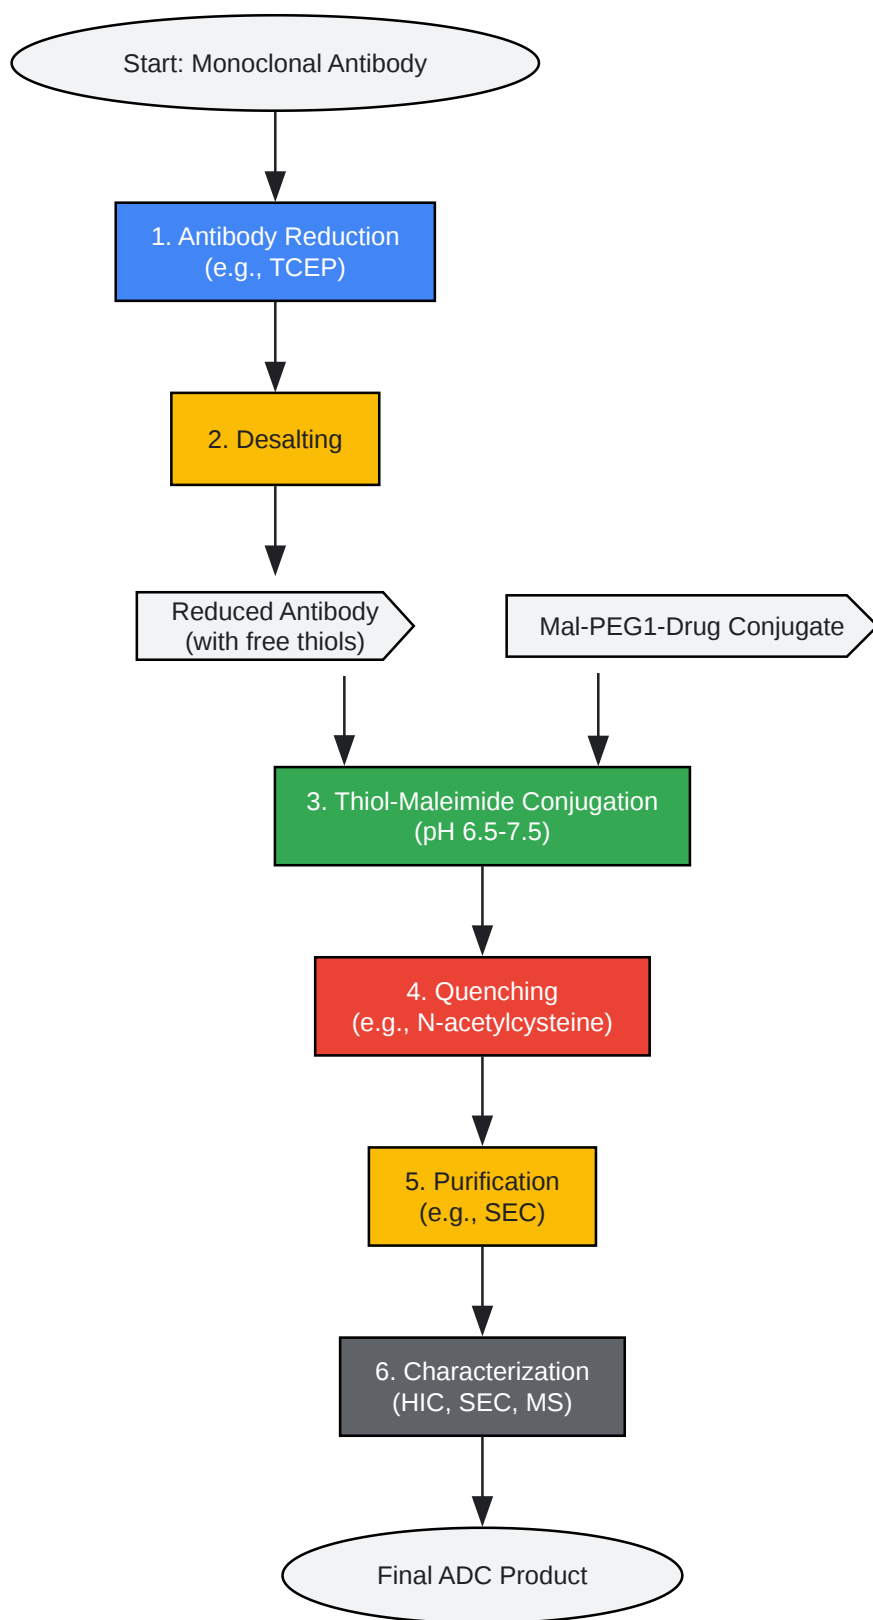 Start: Monoclonal Antibody
1. Antibody Reduction
(e.g., TCEP)
2. Desalting
Reduced Antibody
(with free thiols)
Mal-PEG1-Drug Conjugate
3. Thiol-Maleimide Conjugation
(pH 6.5-7.5)
4. Quenching
(e.g., N-acetylcysteine)
5. Purification
(e.g., SEC)
6. Characterization
(HIC, SEC, MS)
Final ADC Product